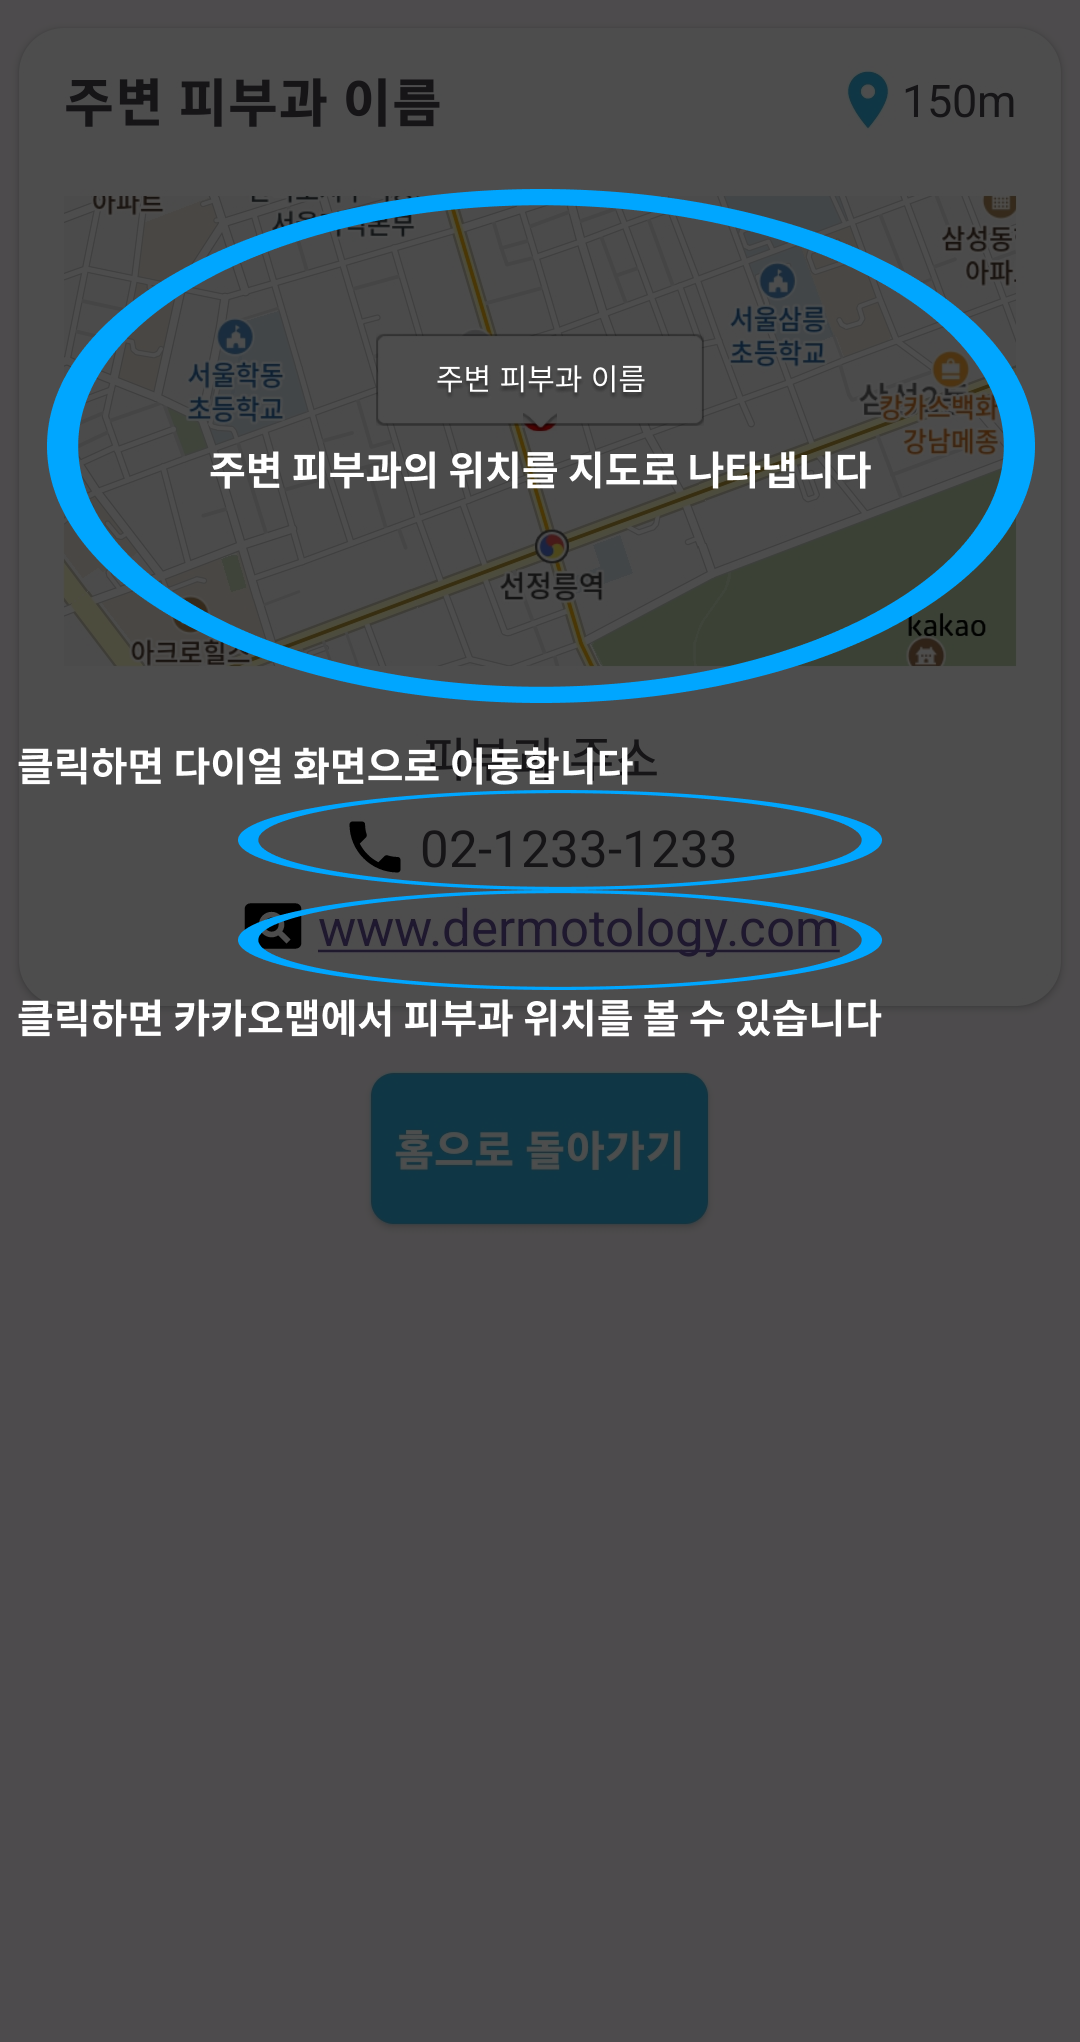 주변 피부과 이름
150m
아파트
삼성동
아파
서울삼릉
초등학교
서울학동
초등학교
주변 피부과 이름
캉카스백화
강남메종
주변 피부과의 위치를 지도로 나타냅니다
선정릉역
kakao
아크로힐스
피부과 주소
클릭하면 다이얼 화면으로 이동합니다
02-1233-1233
www.dermotology.com
클릭하면 카카오맵에서 피부과 위치를 볼 수 있습니다
홈으로 돌아가기